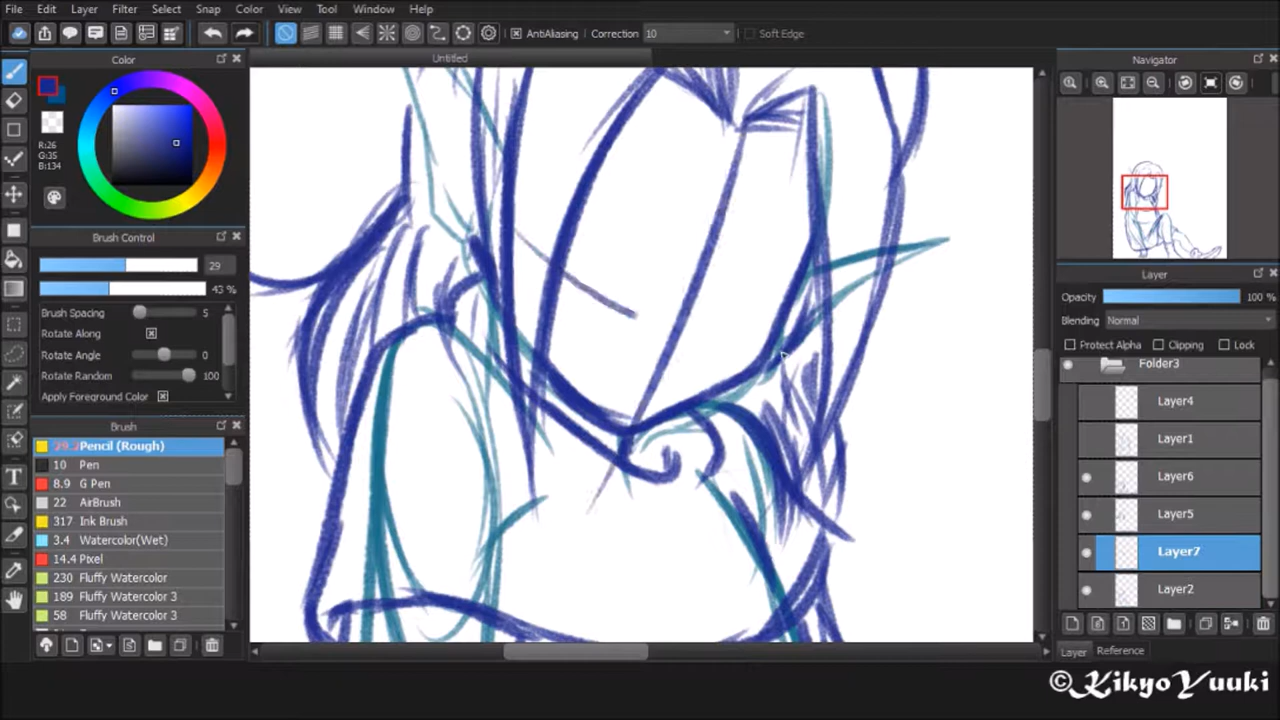 File Edit Layer Filter Select Snap Color View Tool Window Help
AntiAliasing Correction 10 Soft Edge
Color
R:26
G:35
B:134
Brush Control
29
43 %
Brush Spacing 5
Rotate Along
Rotate Angle 0
Rotate Random 100
Apply Foreground Color
Brush
Pencil (Rough)
10 Pen
8.9 G Pen
22 AirBrush
317 Ink Brush
3.4 Watercolor(Wet)
14.4 Pixel
230 Fluffy Watercolor
189 Fluffy Watercolor 3
58 Fluffy Watercolor 3
Untitled
Navigator
Layer
Opacity 100 %
Blending Normal
Protect Alpha Clipping Lock
Folder3
Layer4
Layer1
Layer6
Layer5
Layer7
Layer2
Layer Reference
©KikyoYuuki